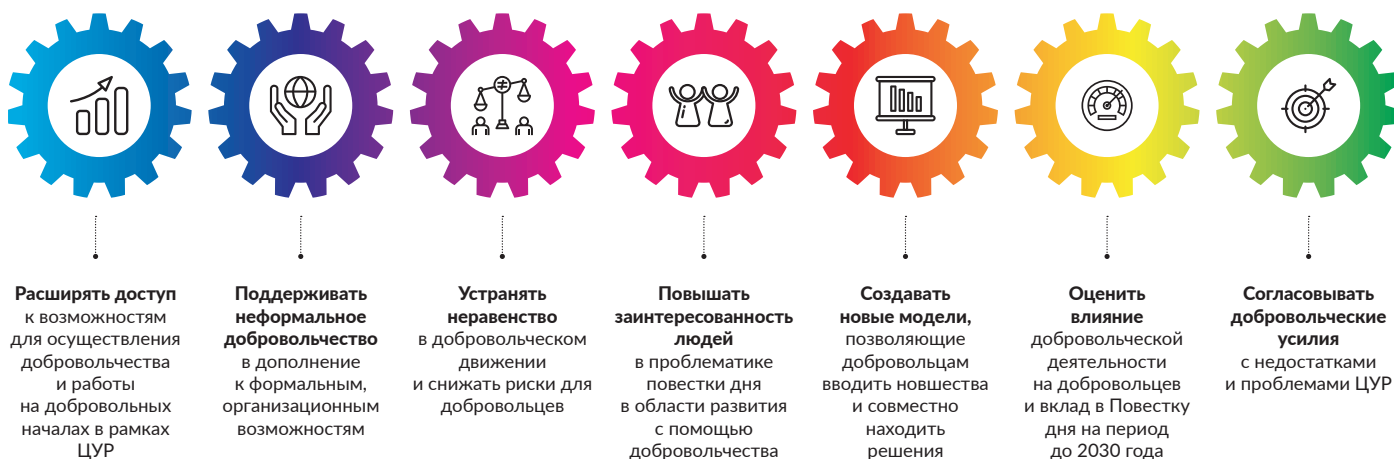 Расширять доступ
к возможностям
для осуществления
добровольчества
и работы
на добровольных
началах в рамках
ЦУР
Поддерживать
неформальное
добровольчество
в дополнение
к формальным,
организационным
возможностям
Устранять
неравенство
в добровольческом
движении
и снижать риски для
добровольцев
Повышать
заинтересованность
людей
в проблематике
повестки дня
в области развития
с помощью
добровольчества
Создавать
новые модели,
позволяющие
добровольцам
вводить новшества
и совместно
находить
решения
Оценить
влияние
добровольческой
деятельности
на добровольцев
и вклад в Повестку
дня на период
до 2030 года
Согласовывать
добровольческие
усилия
с недостатками
и проблемами ЦУР